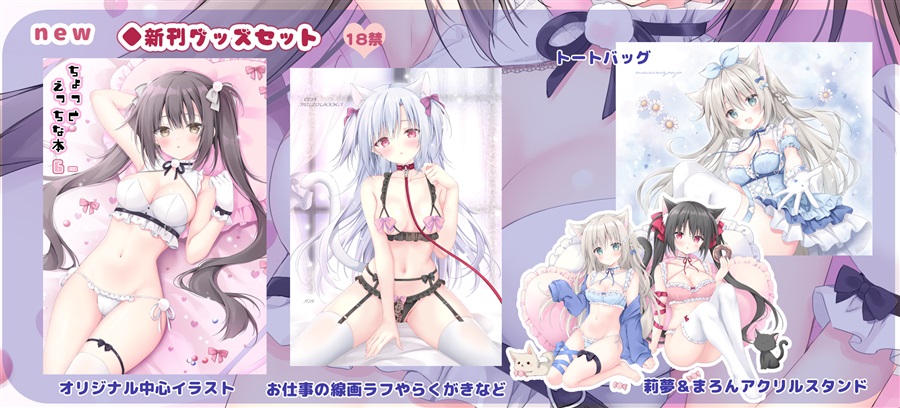 new
◆新刊グッズセット
18禁
ちょっと
えっちな本
6
オリジナル中心イラスト
お仕事の線画ラフやらくがきなど
トートバッグ
莉夢&まろんアクリルスタンド